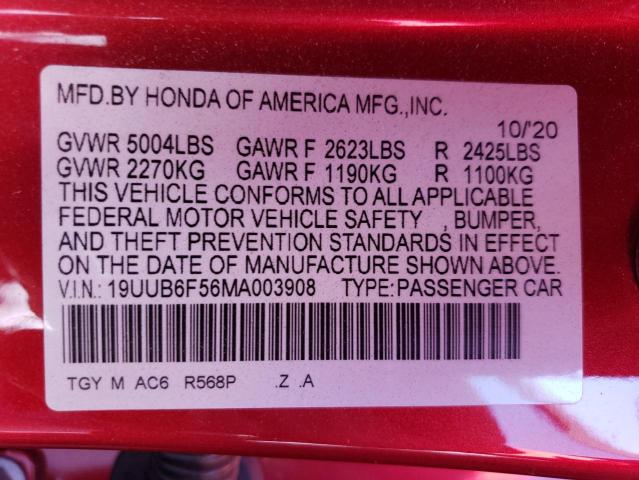 MFD.BY HONDA OF AMERICA MFG.,INC.
10/'20
GVWR 5004LBS GAWR F 2623LBS R 2425LBS
GVWR 2270KG GAWR F 1190KG R 1100KG
THIS VEHICLE CONFORMS TO ALL APPLICABLE
FEDERAL MOTOR VEHICLE SAFETY , BUMPER,
AND THEFT PREVENTION STANDARDS IN EFFECT
ON THE DATE OF MANUFACTURE SHOWN ABOVE.
V.I.N.: 19UUB6F56MA003908 TYPE:PASSENGER CAR
TGY M AC6 R568P .Z .A